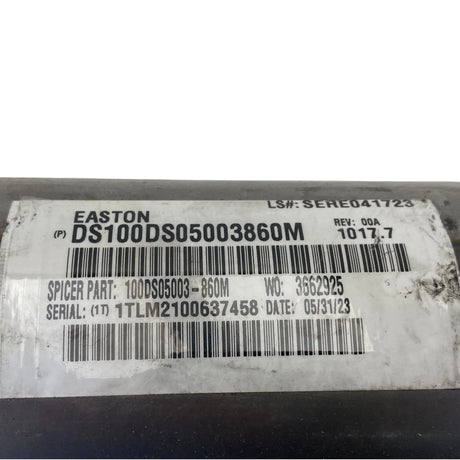 LS#: SERE041723
EASTON
REV: 00A
(P) DS100DS05003860M 1017.7
SPICER PART: 100DS05003-860M WO: 3662925
SERIAL: (1T) 1TLM2100637458 DATE: 05/31/23